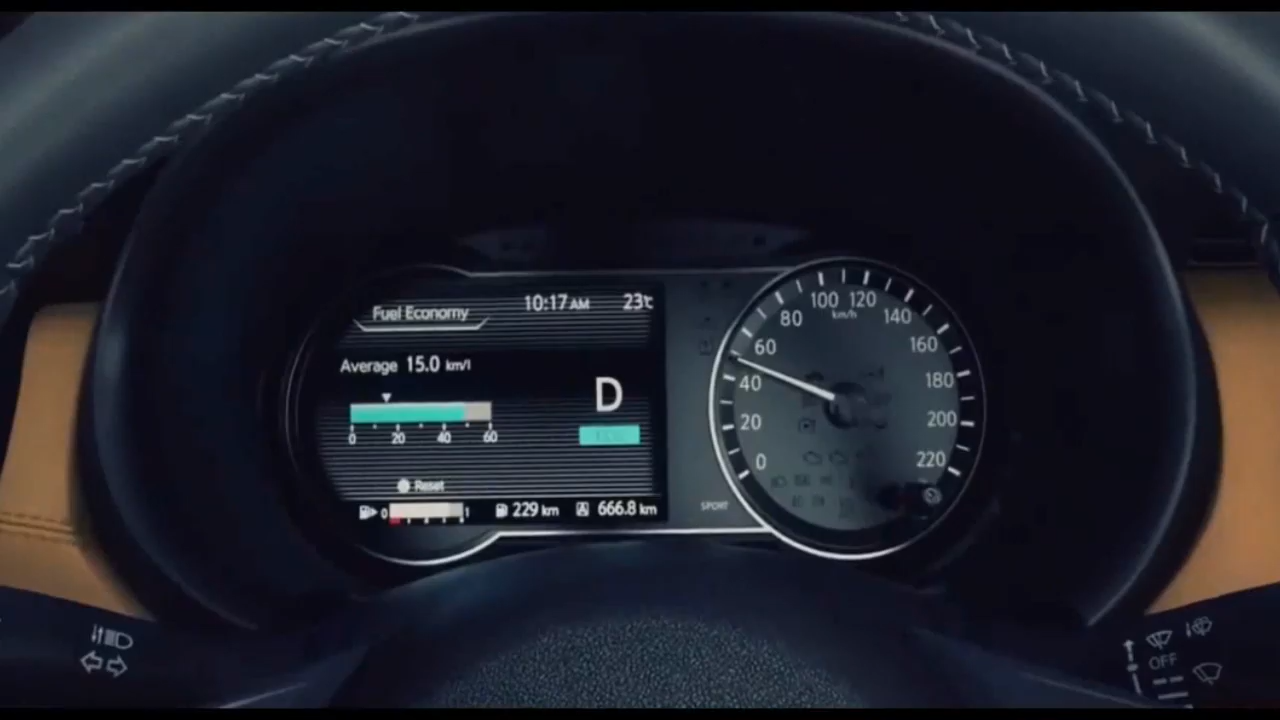 Fuel Economy
10:17 AM
23℃
Average 15.0 km/l
D
0 20 40 60
Reset
0 1
229 km
666.8 km
SPORT
0
20
40
60
80
100
120
140
160
180
200
220
km/h
OFF